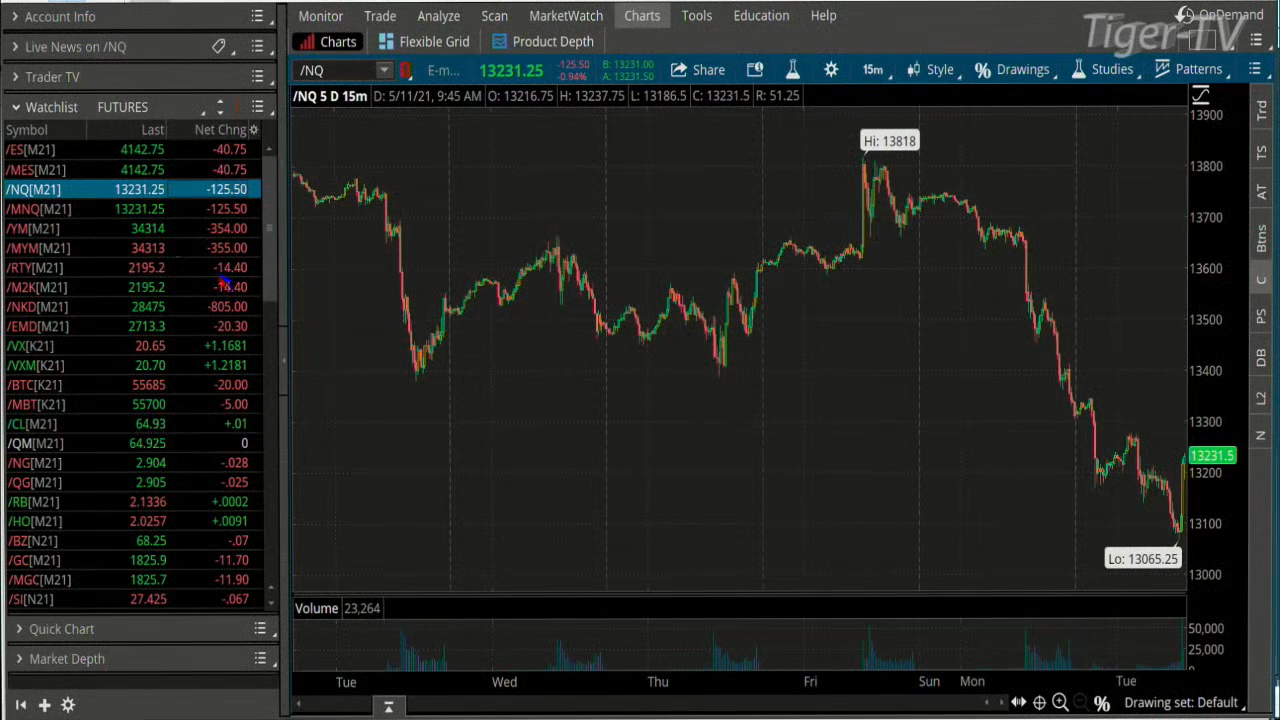 Account Info
Live News on /NQ
Trader TV
Watchlist FUTURES
Symbol Last Net Chng
/ES[M21] 4142.75 -40.75
/MES[M21] 4142.75 -40.75
/NQ[M21] 13231.25 -125.50
/MNQ[M21] 13231.25 -125.50
/YM[M21] 34314 -354.00
/MYM[M21] 34313 -355.00
/RTY[M21] 2195.2 -14.40
/M2K[M21] 2195.2 -14.40
/NKD[M21] 28475 -805.00
/EMD[M21] 2713.3 -20.30
/VX[K21] 20.65 +1.1681
/VXM[K21] 20.70 +1.2181
/BTC[K21] 55685 -20.00
/MBT[K21] 55700 -5.00
/CL[M21] 64.93 +.01
/QM[M21] 64.925 0
/NG[M21] 2.904 -.028
/QG[M21] 2.905 -.025
/RB[M21] 2.1336 +.0002
/HO[M21] 2.0257 +.0091
/BZ[N21] 68.25 -.07
/GC[M21] 1825.9 -11.70
/MGC[M21] 1825.7 -11.90
/SI[N21] 27.425 -.067
Quick Chart
Market Depth
Monitor Trade Analyze Scan MarketWatch Charts Tools Education Help
OnDemand
Tiger-TV
Charts Flexible Grid Product Depth
/NQ E-m... 13231.25 -125.50 B: 13231.00
-0.94% A: 13231.50
Share 15m Style % Drawings Studies Patterns
/NQ 5 D 15m D: 5/11/21, 9:45 AM O: 13216.75 H: 13237.75 L: 13186.5 C: 13231.5 R: 51.25
Hi: 13818
13900
13800
13700
13600
13500
13400
13300
13231.5
13200
13100
13000
Lo: 13065.25
Volume 23,264
50,000
25,000
0
Tue Wed Thu Fri Sun Mon Tue
% Drawing set: Default
Trd
TS
AT
Btns
C
PS
DB
L2
N